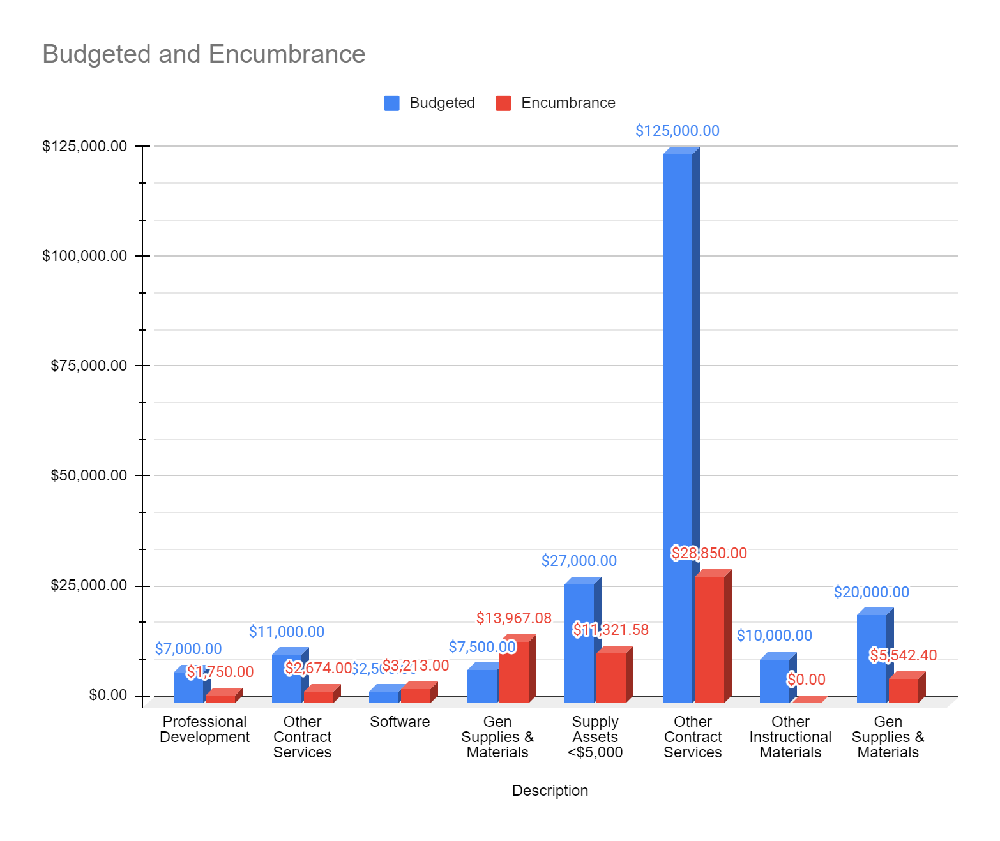 Budgeted and Encumbrance
Budgeted
Encumbrance
$125,000.00
$100,000.00
$75,000.00
$50,000.00
$25,000.00
$0.00
$7,000.00
$1,750.00
$11,000.00
$2,674.00
$3,213.00
$7,500.00
$13,967.08
$27,000.00
$11,321.58
$125,000.00
$28,850.00
$10,000.00
$0.00
$20,000.00
$5,542.40
Professional
Development
Other
Contract
Services
Software
Gen
Supplies &
Materials
Supply
Assets
<$5,000
Other
Contract
Services
Other
Instructional
Materials
Gen
Supplies &
Materials
Description